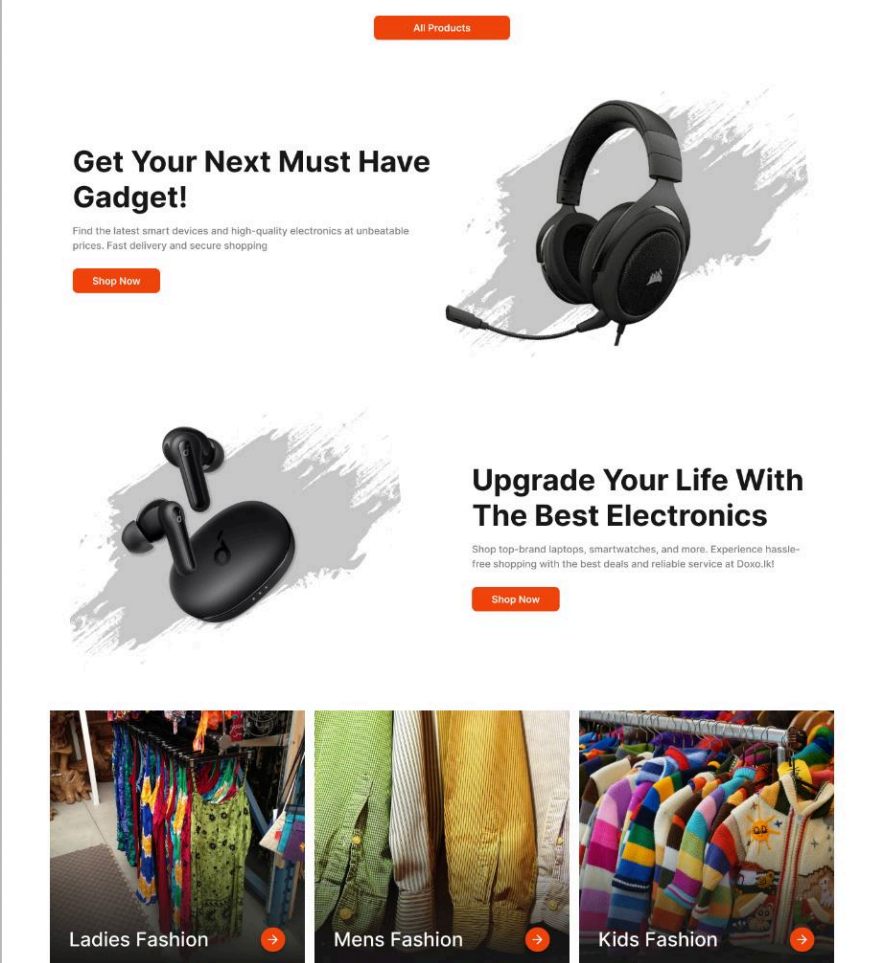 All Products
Get Your Next Must Have
Gadget!
Find the latest smart devices and high-quality electronics at unbeatable
prices. Fast delivery and secure shopping
Shop Now
Upgrade Your Life With
The Best Electronics
Shop top-brand laptops, smartwatches, and more. Experience hassle-
free shopping with the best deals and reliable service at Doxo.lk!
Shop Now
Ladies Fashion
Mens Fashion
Kids Fashion